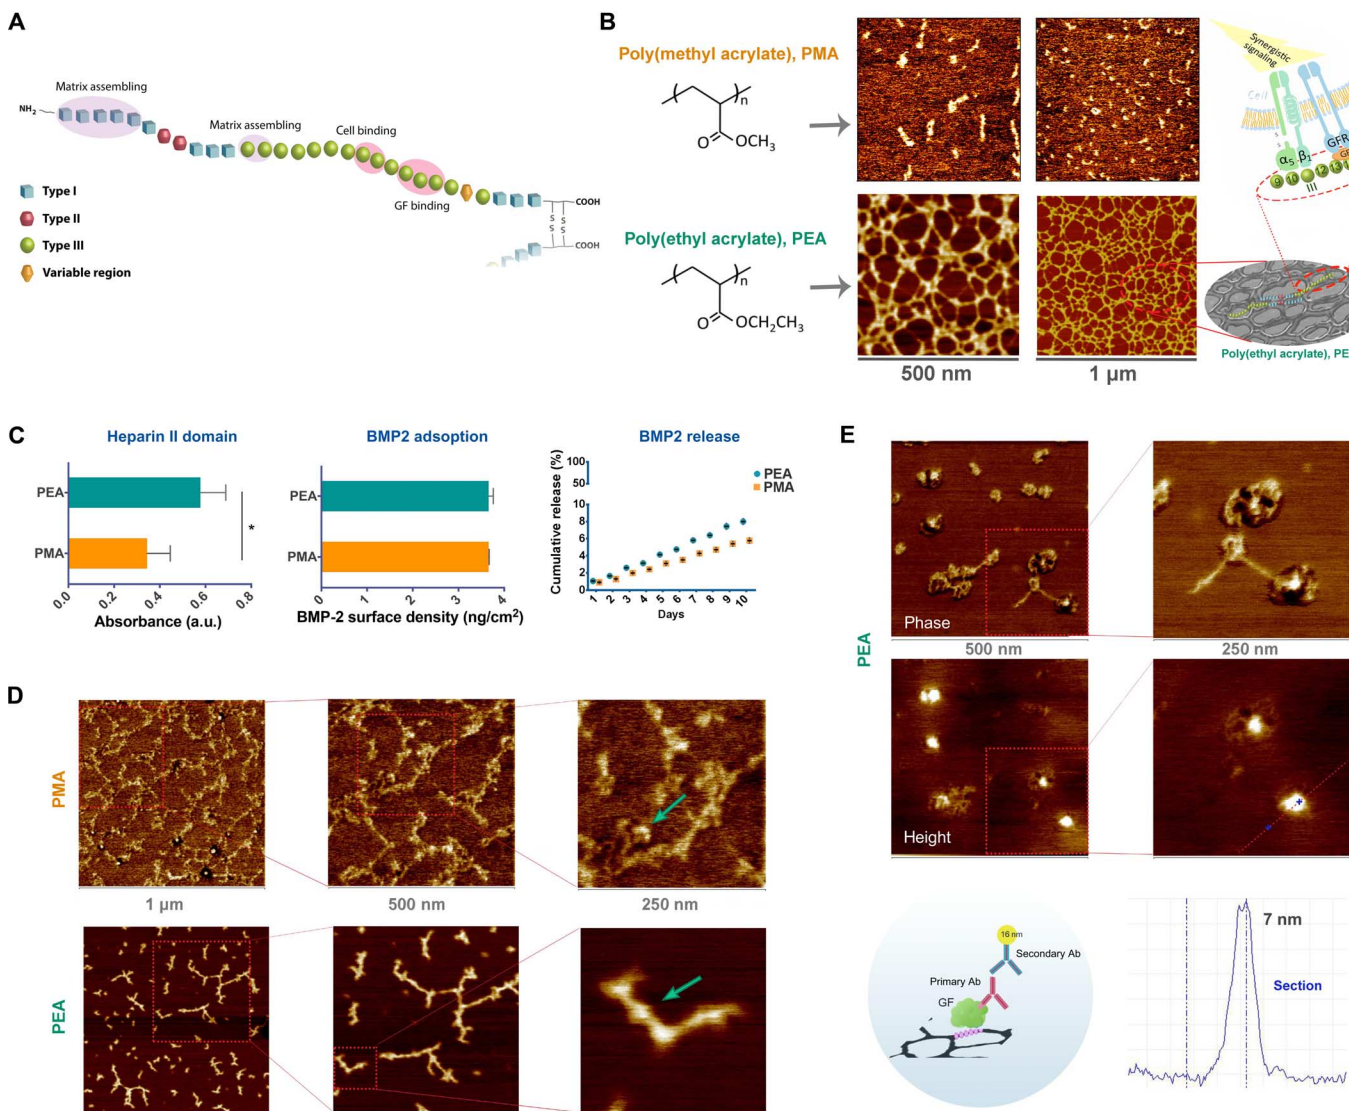 A
Matrix assembling
NH2
Matrix assembling
Cell binding
GF binding
COOH
S
S
S
S
COOH
Type I
Type II
Type III
Variable region
B
Poly(methyl acrylate), PMA
n
O
OCH3
Poly(ethyl acrylate), PEA
n
O
OCH2CH3
500 nm
1 µm
Synergistic
signaling
Cell
S
S
α5
β1
GFR
9
10
12
13
III
Poly(ethyl acrylate), PE
C
Heparin II domain
PEA
PMA
0.0
0.2
0.4
0.6
0.8
*
Absorbance (a.u.)
BMP2 adsoption
PEA
PMA
0
1
2
3
4
BMP-2 surface density (ng/cm2)
BMP2 release
Cumulative release (%)
100
50
10
8
6
4
2
0
PEA
PMA
1
2
3
4
5
6
7
8
9
10
Days
D
PMA
1 µm
500 nm
250 nm
PEA
E
PEA
Phase
500 nm
250 nm
Height
16 nm
Secondary Ab
Primary Ab
GF
7 nm
Section